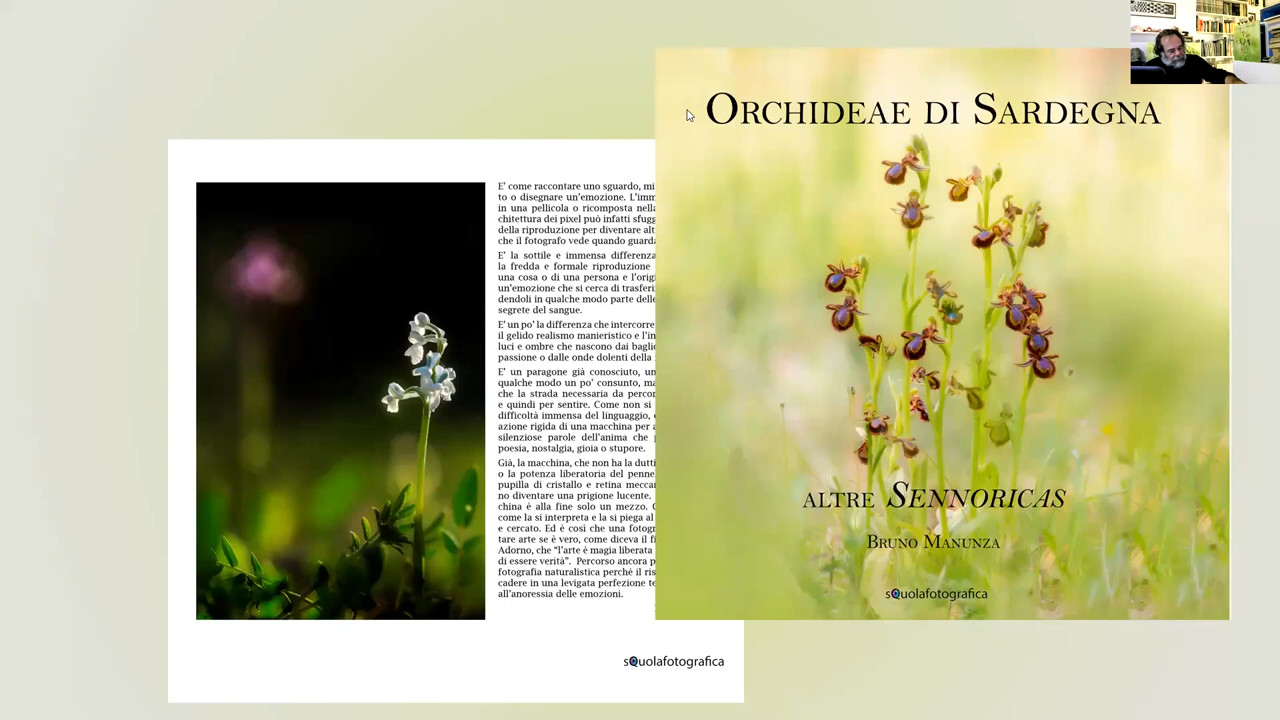 E' come raccontare uno sguardo, mi
to o disegnare un'emozione. L'imm
in una pellicola o ricomposta nella
chitettura dei pixel può infatti sfugg
della riproduzione per diventare alt
che il fotografo vede quando guarda
E' la sottile e immensa differenza
la fredda e formale riproduzione
una cosa o di una persona e l'orig
un'emozione che si cerca di trasferi
dendoli in qualche modo parte delle
segrete del sangue.
E' un po' la differenza che intercorre
il gelido realismo manieristico e l'in
luci e ombre che nascono dai baglio
passione o dalle onde dolenti della
E' un paragone già conosciuto, un
qualche modo un po' consunto, ma
che la strada necessaria da percor
e quindi per sentire. Come non si
difficoltà immensa del linguaggio,
azione rigida di una macchina per a
silenziose parole dell'anima che p
poesia, nostalgia, gioia o stupore.
Già, la macchina, che non ha la dutti
o la potenza liberatoria del penne
pupilla di cristallo e retina meccan
no diventare una prigione lucente.
china è alla fine solo un mezzo. C
come la si interpreta e la si piega al
e cercato. Ed è così che una fotogr
tare arte se è vero, come diceva il fi
Adorno, che "l'arte è magia liberata
di essere verità". Percorso ancora p
fotografia naturalistica perché il ris
cadere in una levigata perfezione te
all'anoressia delle emozioni.
sQuolafotografica
Orchideae di Sardegna
altre Sennoricas
Bruno Manunza
sQuolafotografica